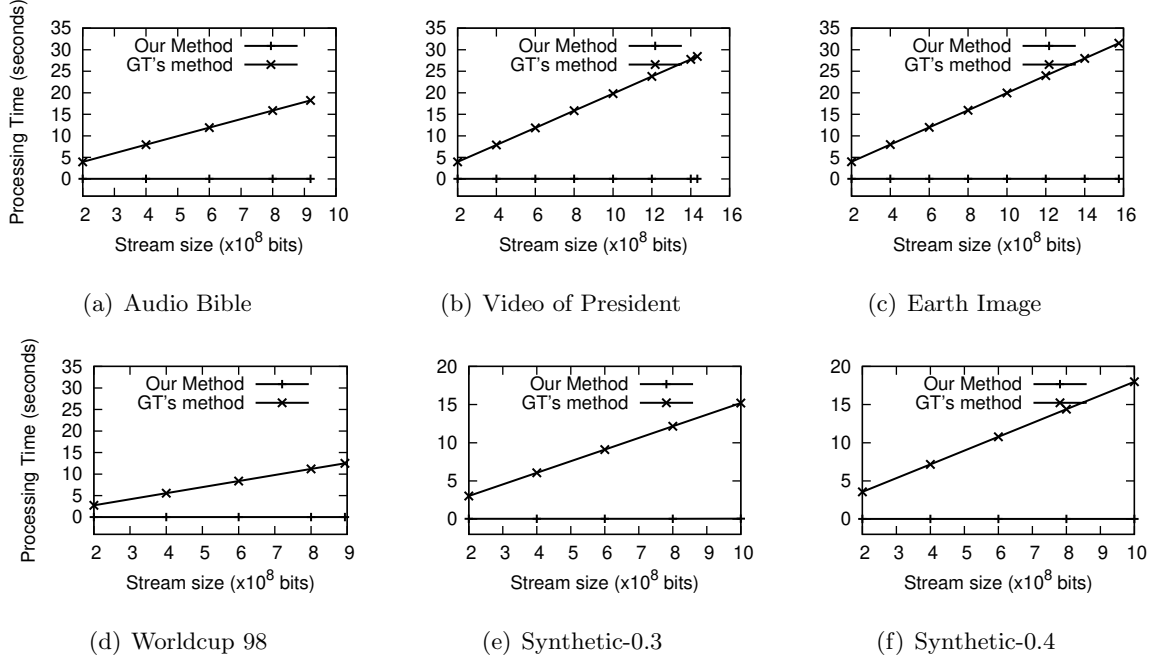 Processing Time (seconds)
35
30
25
20
15
10
5
0
2 3 4 5 6 7 8 9 10
Stream size (x10^8 bits)
Our Method
GT's method
(a) Audio Bible
35
30
25
20
15
10
5
0
2 4 6 8 10 12 14 16
Stream size (x10^8 bits)
Our Method
GT's method
(b) Video of President
35
30
25
20
15
10
5
0
2 4 6 8 10 12 14 16
Stream size (x10^8 bits)
Our Method
GT's method
(c) Earth Image
Processing Time (seconds)
35
30
25
20
15
10
5
0
2 3 4 5 6 7 8 9
Stream size (x10^8 bits)
Our Method
GT's method
(d) Worldcup 98
20
15
10
5
0
2 3 4 5 6 7 8 9 10
Stream size (x10^8 bits)
Our Method
GT's method
(e) Synthetic-0.3
20
15
10
5
0
2 3 4 5 6 7 8 9 10
Stream size (x10^8 bits)
Our Method
GT's method
(f) Synthetic-0.4